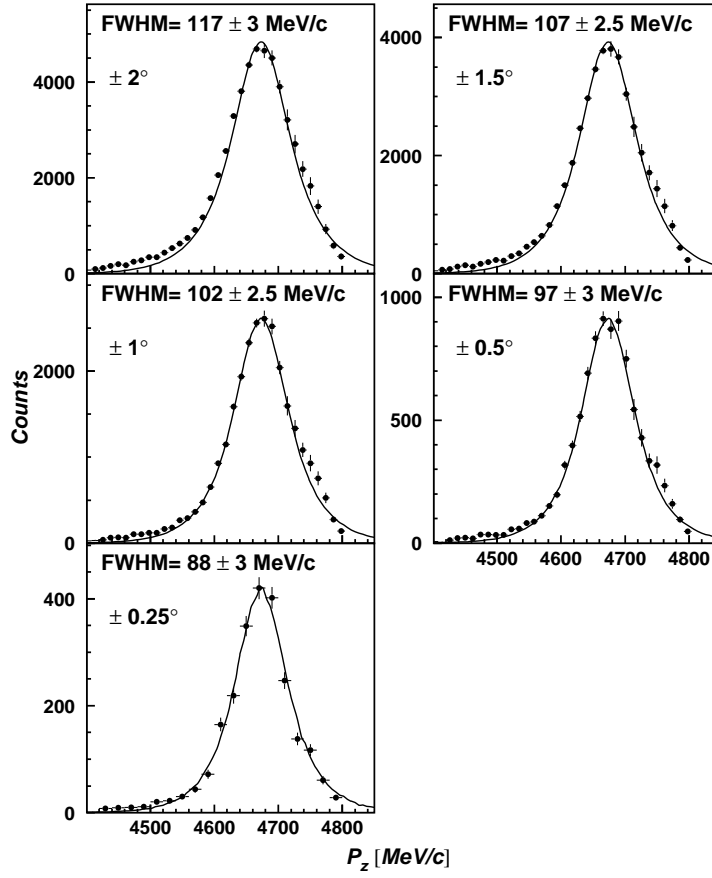 FWHM= 117 ± 3 MeV/c
± 2°
4000
2000
0
FWHM= 107 ± 2.5 MeV/c
± 1.5°
4000
2000
0
FWHM= 102 ± 2.5 MeV/c
± 1°
2000
0
Counts
FWHM= 97 ± 3 MeV/c
± 0.5°
1000
500
0
4500 4600 4700 4800
FWHM= 88 ± 3 MeV/c
± 0.25°
400
200
0
4500 4600 4700 4800
P_z [MeV/c]